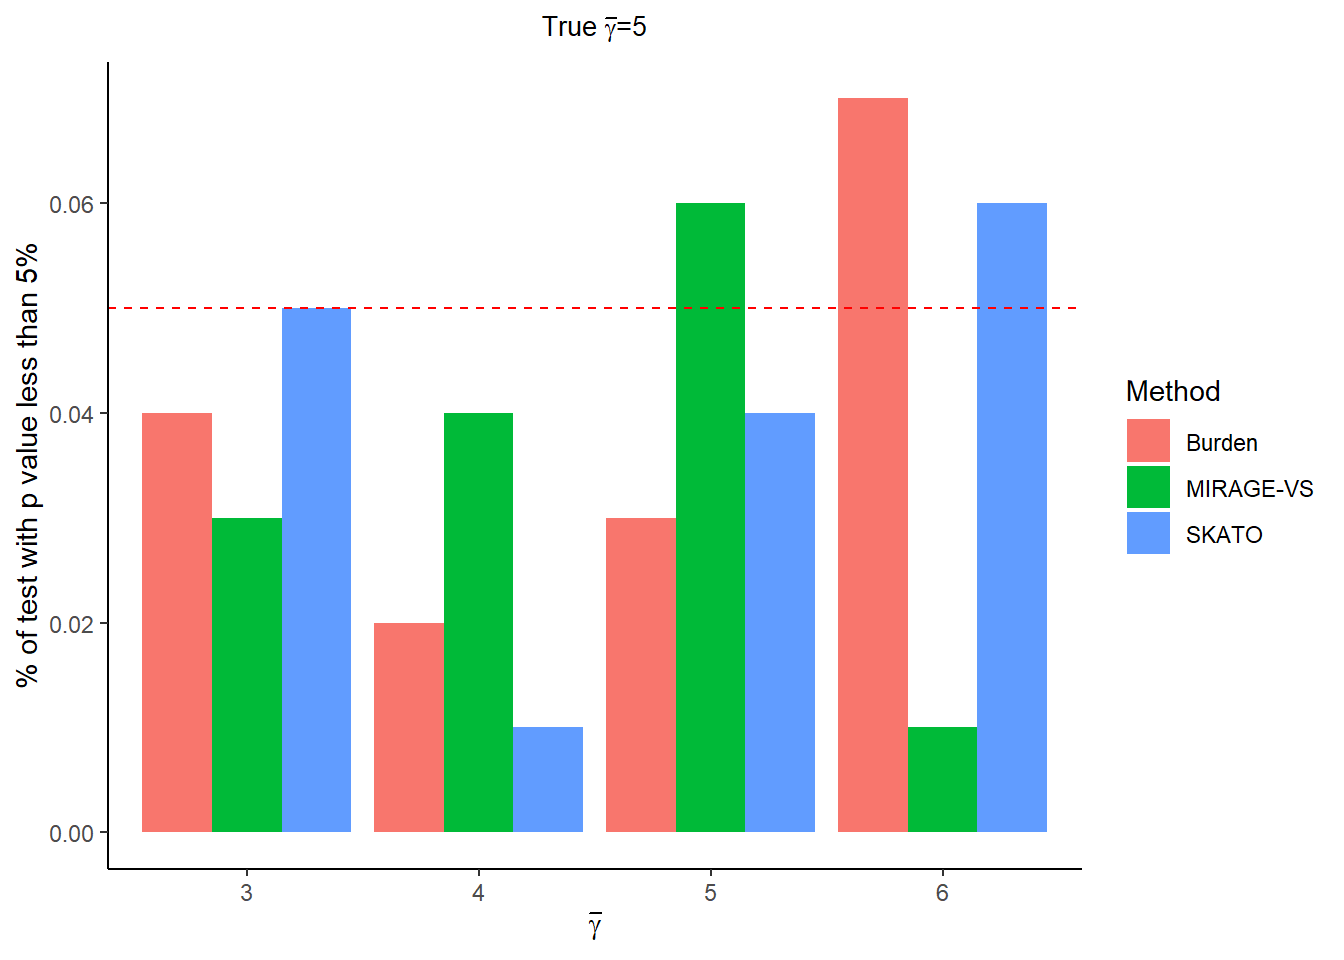 True γ̅=5
% of test with p value less than 5%
0.06
0.04
0.02
0.00
3 4 5 6
γ̅
Method
Burden
MIRAGE-VS
SKATO